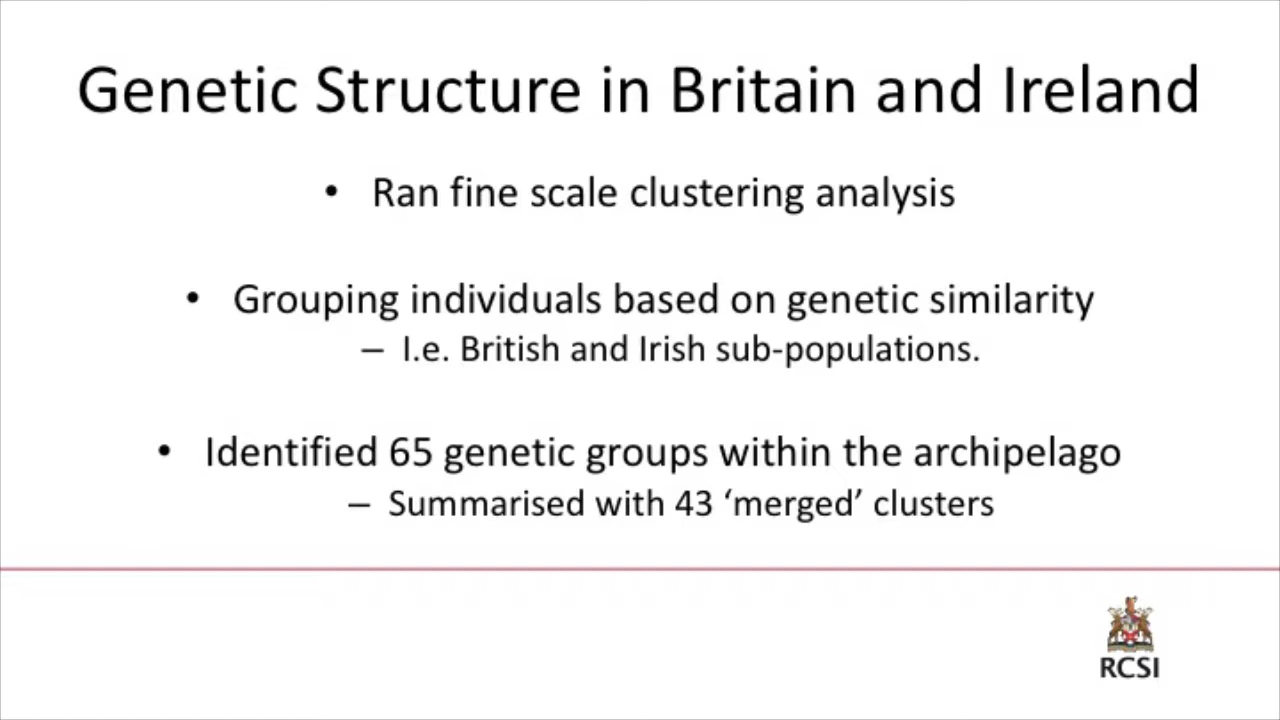 Genetic Structure in Britain and Ireland
• Ran fine scale clustering analysis
• Grouping individuals based on genetic similarity
– I.e. British and Irish sub-populations.
• Identified 65 genetic groups within the archipelago
– Summarised with 43 ‘merged’ clusters
RCSI